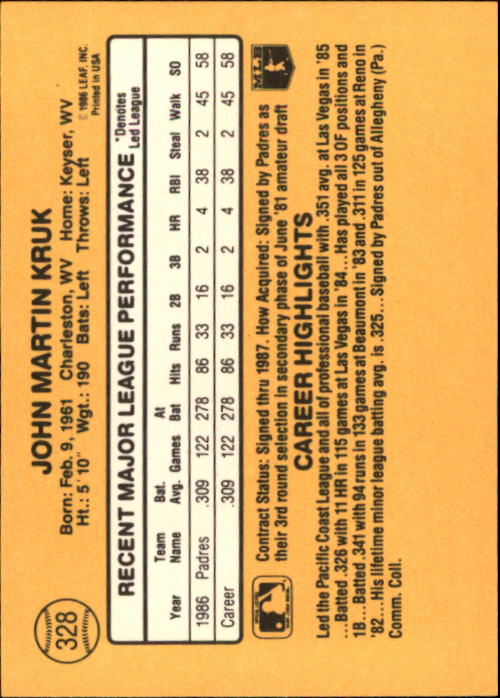 328
JOHN MARTIN KRUK
Born: Feb. 9, 1961 Charleston, WV Home: Keyser, WV
Ht.: 5'10" Wgt.: 190 Bats: Left Throws: Left
© 1986 LEAF, INC.
Printed in USA
RECENT MAJOR LEAGUE PERFORMANCE
*Denotes
Led League
Team Bat. At
Year Name Avg. Games Bat Hits Runs 2B 3B HR RBI Steal Walk SO
1986 Padres .309 122 278 86 33 16 2 4 38 2 45 58
Career .309 122 278 86 33 16 2 4 38 2 45 58
Contract Status: Signed thru 1987. How Acquired: Signed by Padres as
their 3rd round selection in secondary phase of June '81 amateur draft
MLB
CAREER HIGHLIGHTS
Led the Pacific Coast League and all of professional baseball with .351 avg. at Las Vegas in '85
...Batted .326 with 11 HR in 115 games at Las Vegas in '84...Has played all 3 OF positions and
1B...Batted .341 with 94 runs in 133 games at Beaumont in '83 and .311 in 125 games at Reno in
'82...His lifetime minor league batting avg. is .325...Signed by Padres out of Allegheny (Pa.)
Comm. Coll.